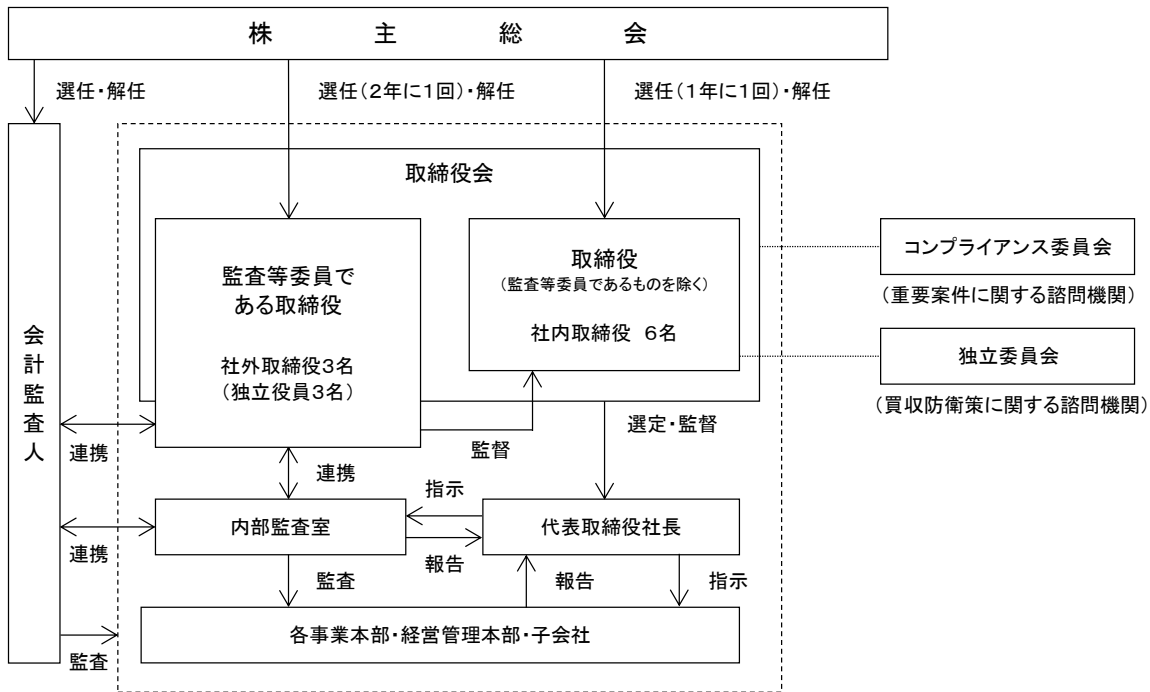 株主総会
選任・解任
選任(2年に1回)・解任
選任(1年に1回)・解任
取締役会
監査等委員で
ある取締役
社外取締役3名
(独立役員3名)
取締役
(監査等委員であるものを除く)
社内取締役 6名
コンプライアンス委員会
(重要案件に関する諮問機関)
独立委員会
(買収防衛策に関する諮問機関)
会計監査人
連携
監督
選定・監督
連携
指示
内部監査室
代表取締役社長
連携
報告
監査
報告
指示
各事業本部・経営管理本部・子会社
監査